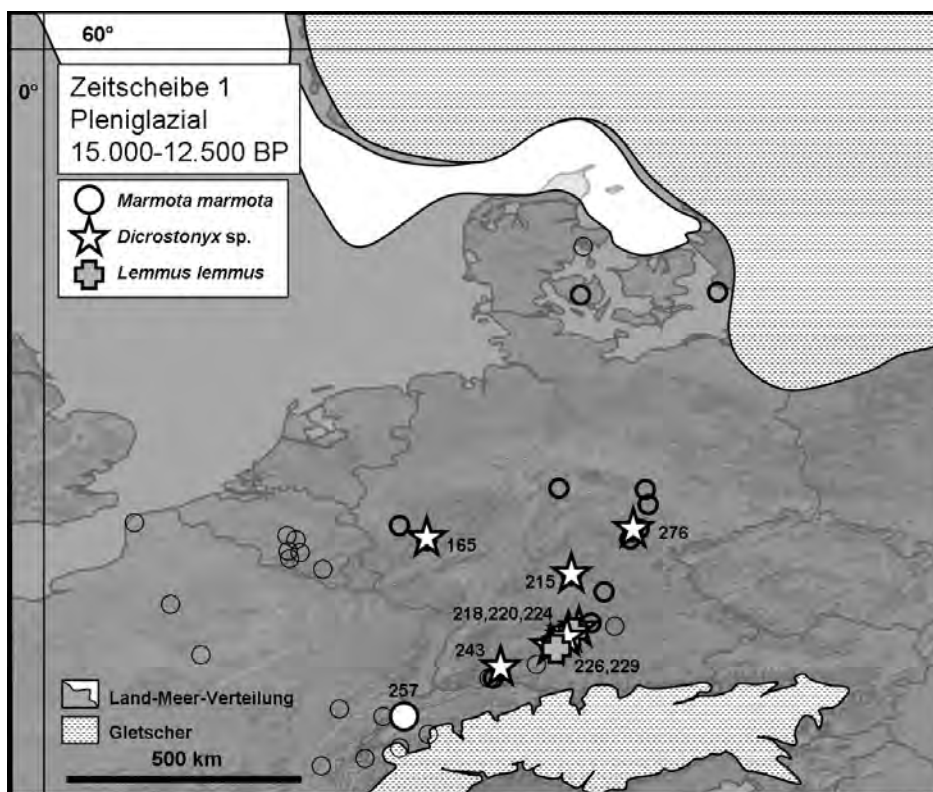 60°
0°
Zeitscheibe 1
Pleniglazial
15.000-12.500 BP
Marmota marmota
Dicrostonyx sp.
Lemmus lemmus
165
276
215
218,220,224
243
226,229
257
Land-Meer-Verteilung
Gletscher
500 km